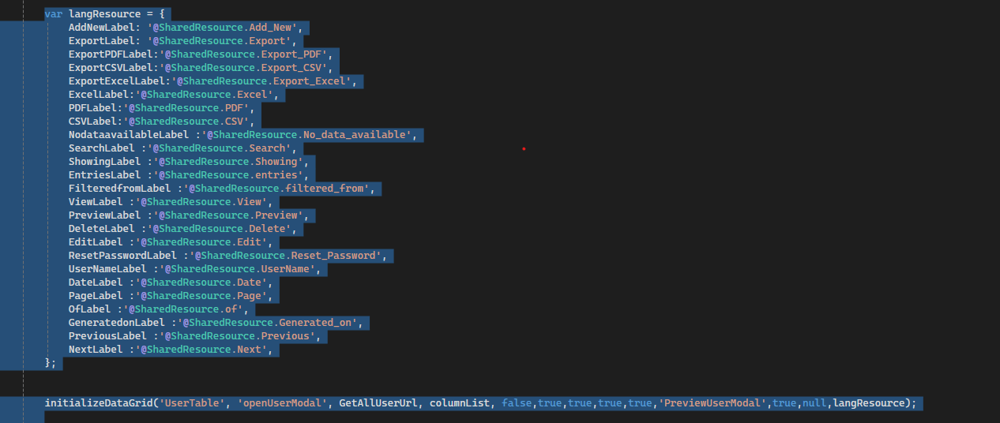 var langResource = {
AddNewLabel: '@SharedResource.Add_New',
ExportLabel: '@SharedResource.Export',
ExportPDFLabel:'@SharedResource.Export_PDF',
ExportCSVLabel:'@SharedResource.Export_CSV',
ExportExcelLabel:'@SharedResource.Export_Excel',
ExcelLabel:'@SharedResource.Excel',
PDFLabel:'@SharedResource.PDF',
CSVLabel:'@SharedResource.CSV',
NodataavailableLabel :'@SharedResource.No_data_available',
SearchLabel :'@SharedResource.Search',
ShowingLabel :'@SharedResource.Showing',
EntriesLabel :'@SharedResource.entries',
FilteredfromLabel :'@SharedResource.filtered_from',
ViewLabel :'@SharedResource.View',
PreviewLabel :'@SharedResource.Preview',
DeleteLabel :'@SharedResource.Delete',
EditLabel :'@SharedResource.Edit',
ResetPasswordLabel :'@SharedResource.Reset_Password',
UserNameLabel :'@SharedResource.UserName',
DateLabel :'@SharedResource.Date',
PageLabel :'@SharedResource.Page',
OfLabel :'@SharedResource.of',
GeneratedonLabel :'@SharedResource.Generated_on',
PreviousLabel :'@SharedResource.Previous',
NextLabel :'@SharedResource.Next',
};
initializeDataGrid('UserTable', 'openUserModal', GetAllUserUrl, columnList, false,true,true,true,true,'PreviewUserModal',true,null,langResource);